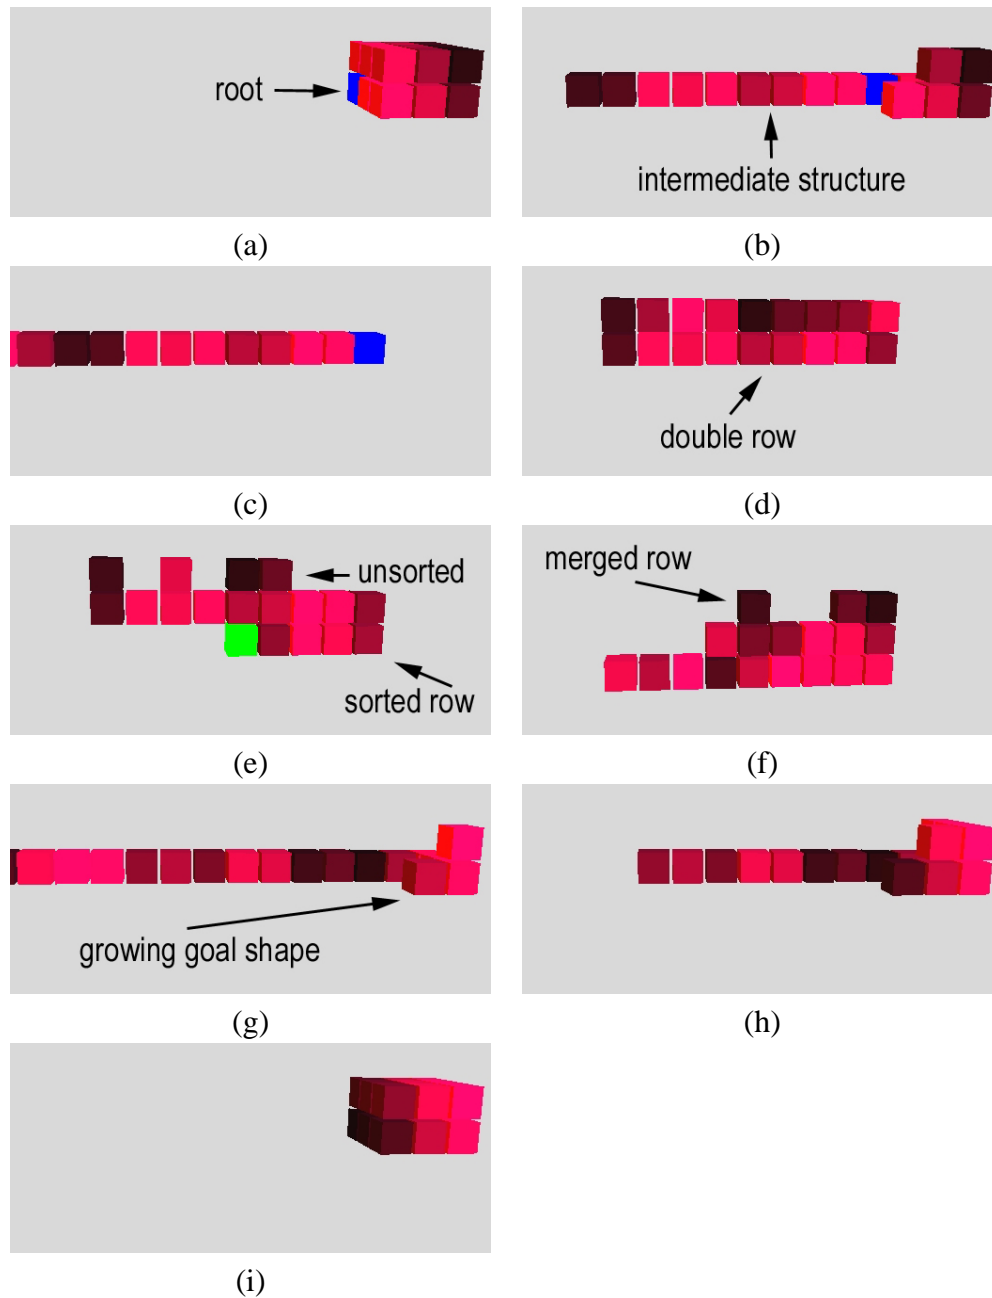 root
intermediate structure
(a)
(b)
double row
(c)
(d)
unsorted
sorted row
merged row
(e)
(f)
growing goal shape
(g)
(h)
(i)